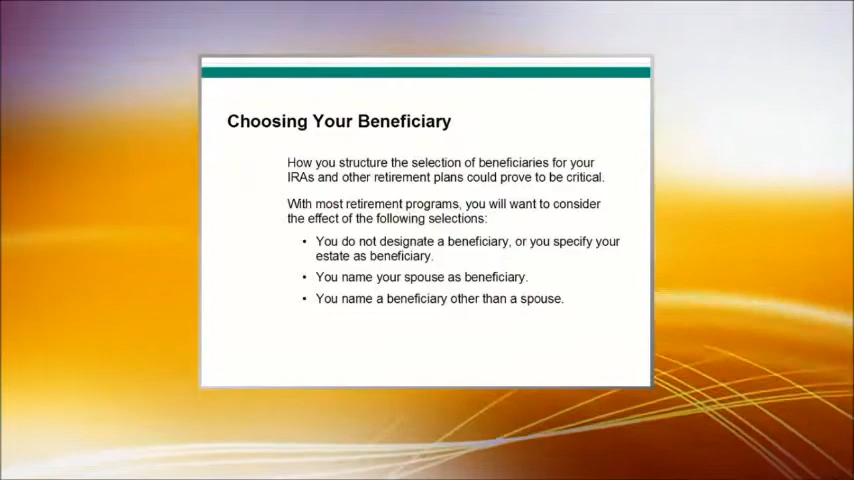 Choosing Your Beneficiary
How you structure the selection of beneficiaries for your
IRAs and other retirement plans could prove to be critical.
With most retirement programs, you will want to consider
the effect of the following selections:
• You do not designate a beneficiary, or you specify your
estate as beneficiary.
• You name your spouse as beneficiary.
• You name a beneficiary other than a spouse.